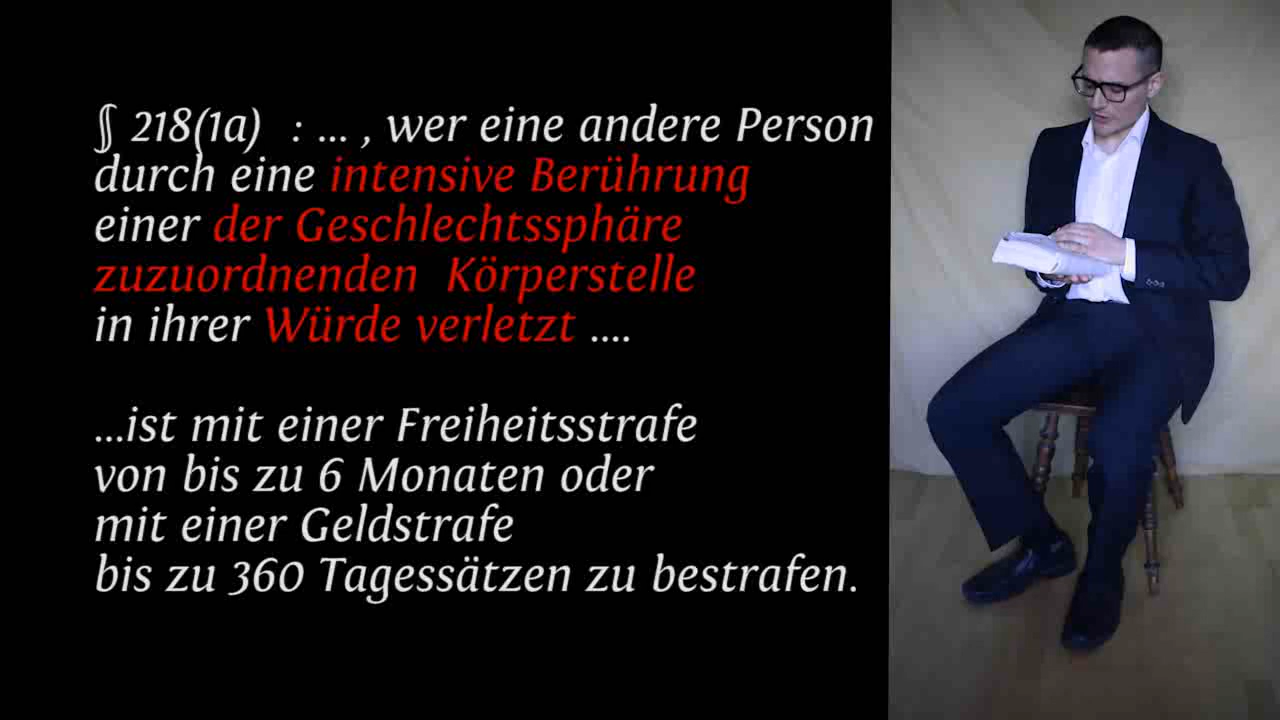 § 218(1a) : ... , wer eine andere Person
durch eine intensive Berührung
einer der Geschlechtssphäre
zuzuordnenden Körperstelle
in ihrer Würde verletzt ....
...ist mit einer Freiheitsstrafe
von bis zu 6 Monaten oder
mit einer Geldstrafe
bis zu 360 Tagessätzen zu bestrafen.